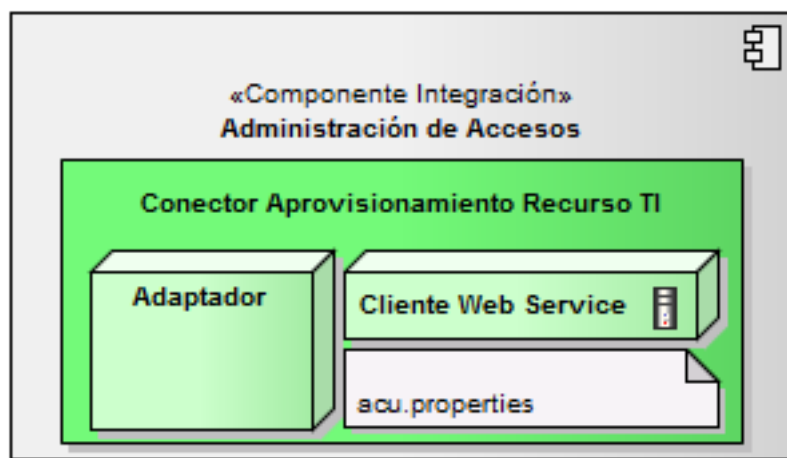 «Componente Integración»
Administración de Accesos
Conector Aprovisionamiento Recurso TI
Adaptador
Cliente Web Service
acu.properties